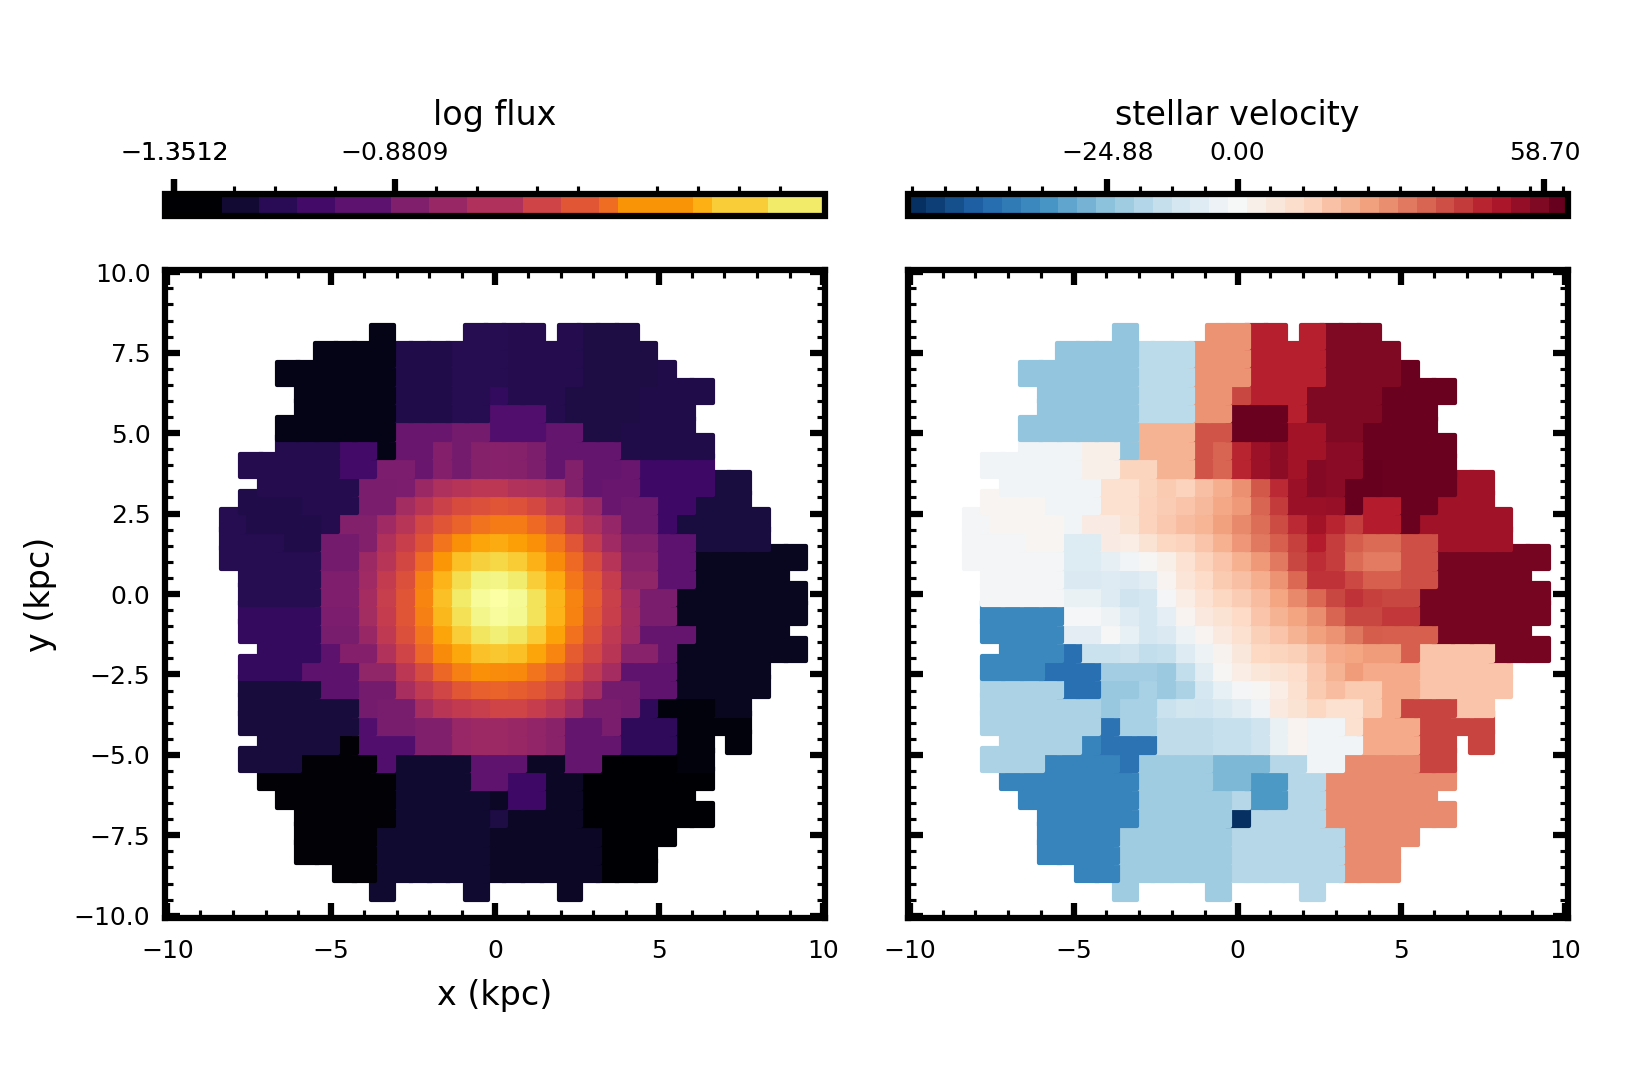 log flux
stellar velocity
−1.3512 −0.8809
−24.88 0.00 58.70
10.0
7.5
5.0
2.5
0.0
−2.5
−5.0
−7.5
−10.0
y (kpc)
−10 −5 0 5 10
−10 −5 0 5 10
x (kpc)